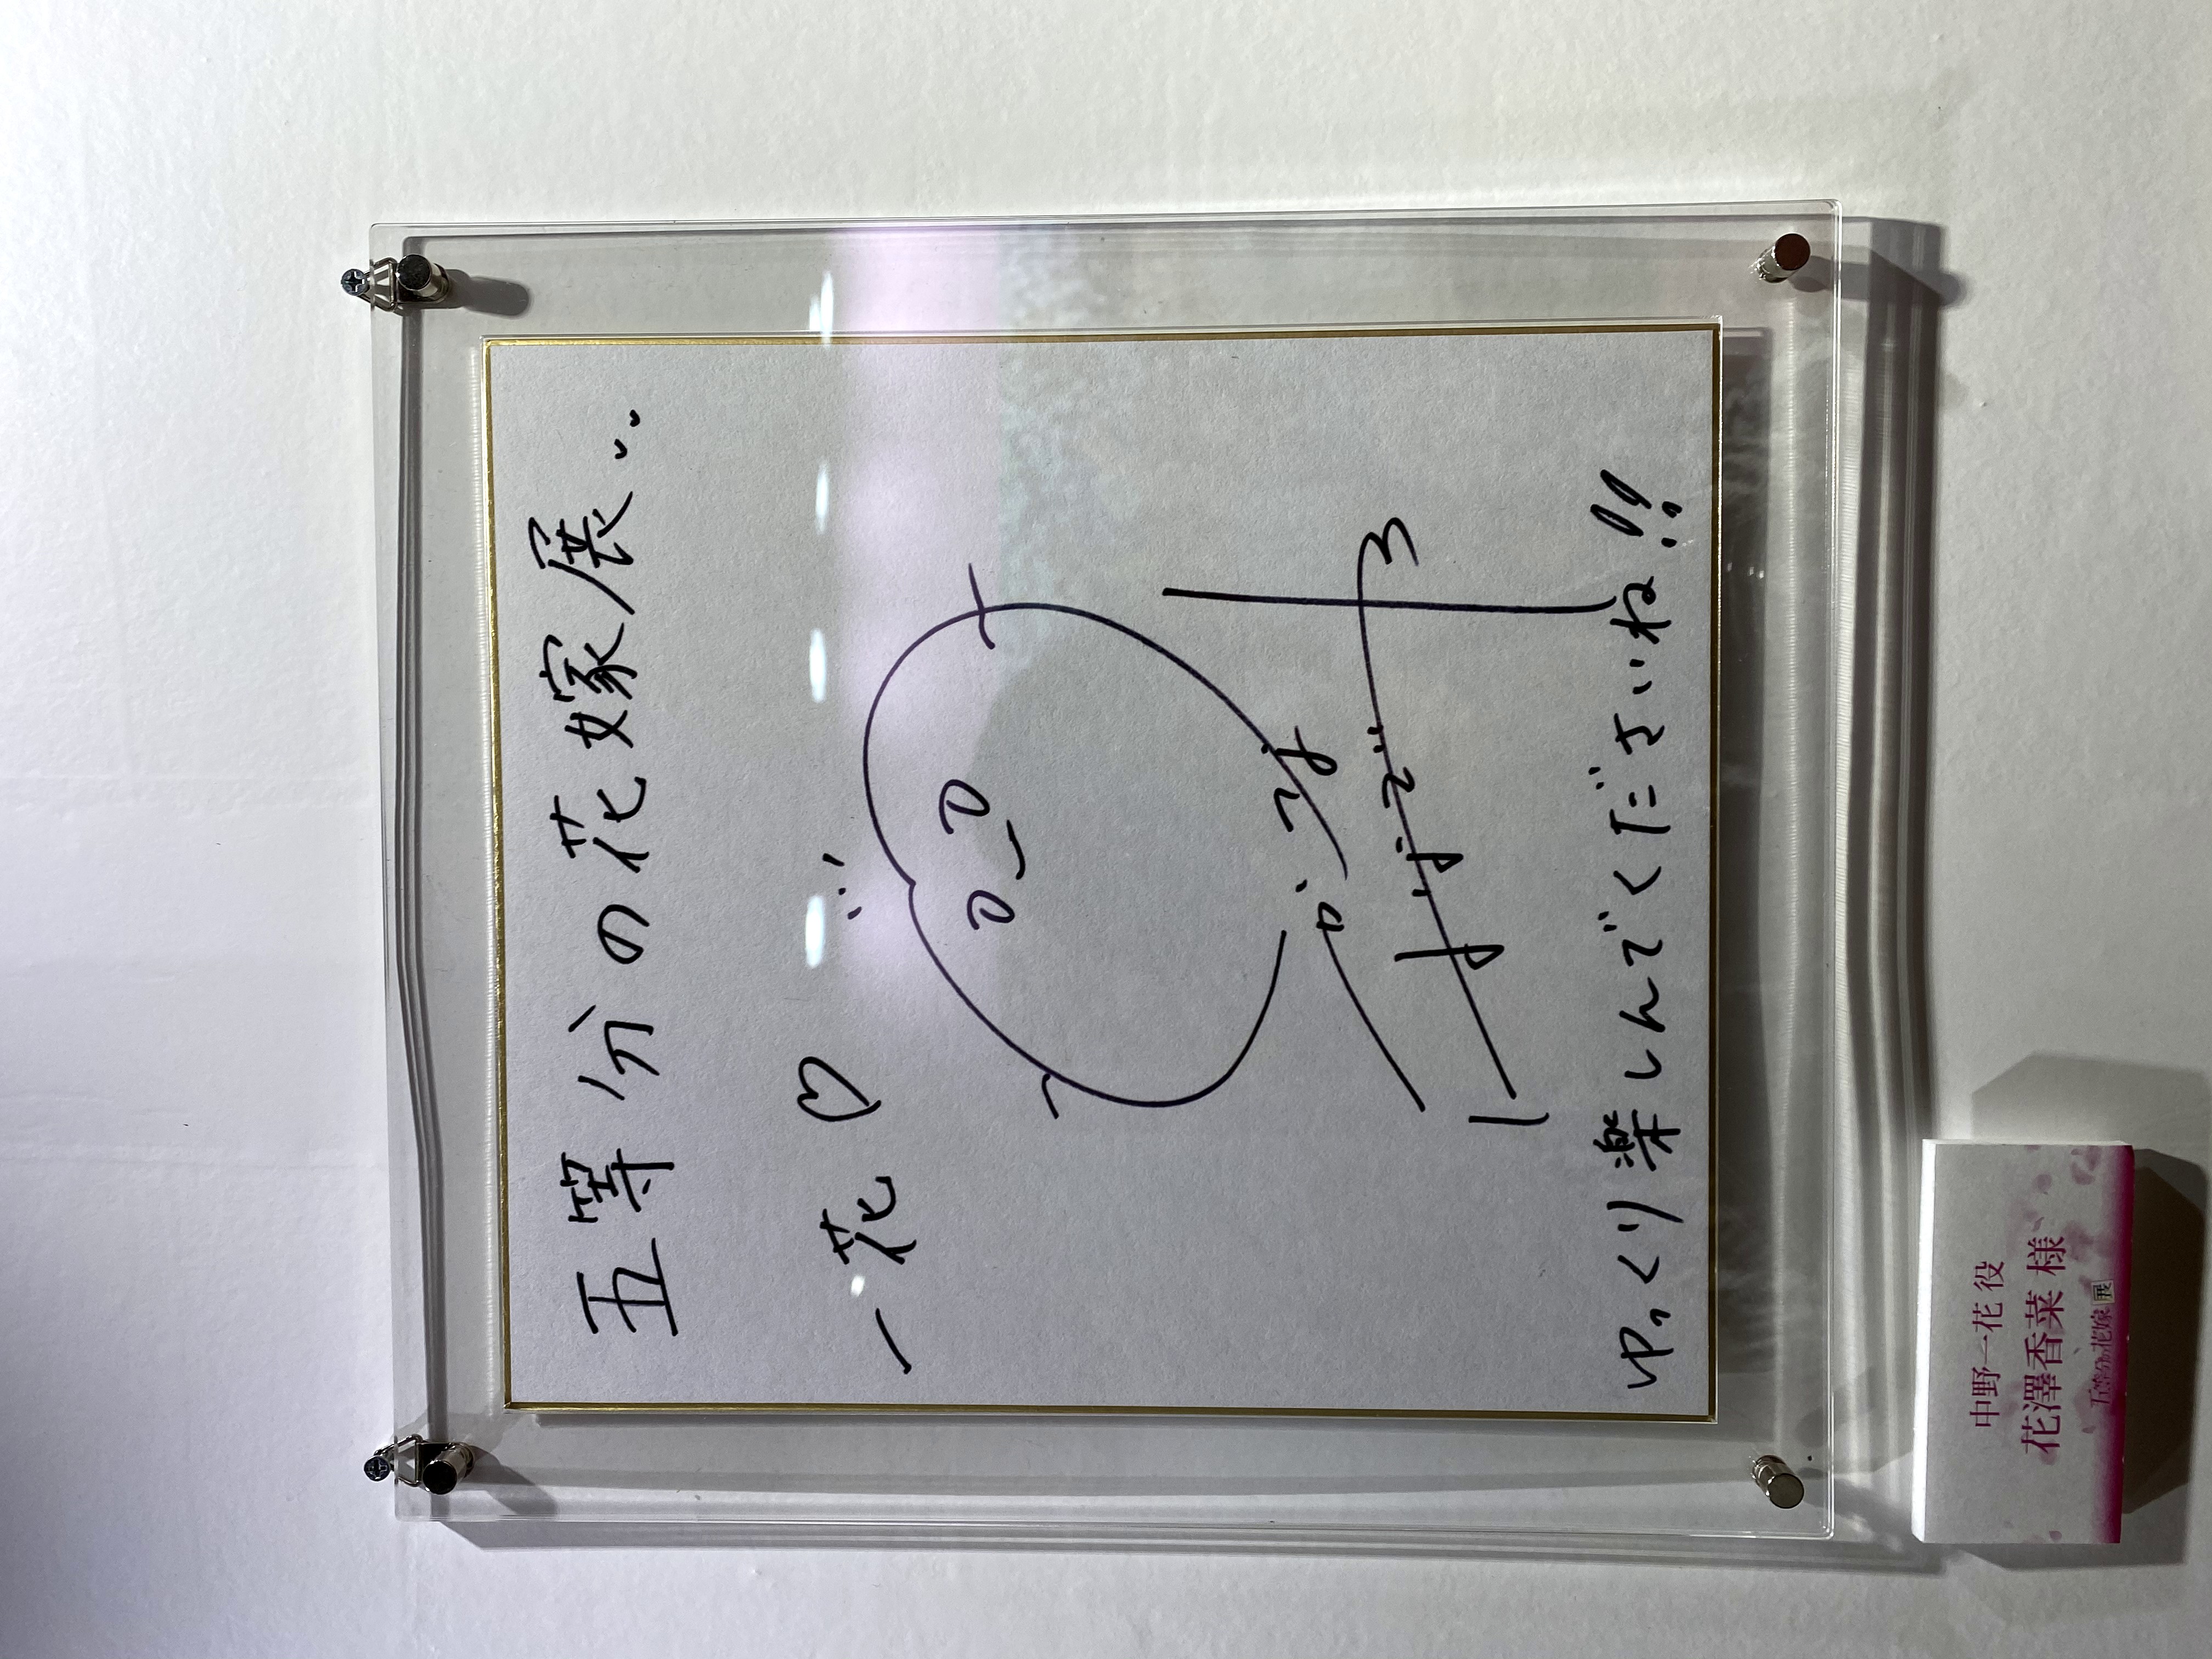 五等分の花嫁展..
一花♡
かな
はなざわ
ゆっくり楽しんでくださいね!!
中野一花 役
花澤香菜 様
五等分の花嫁 展